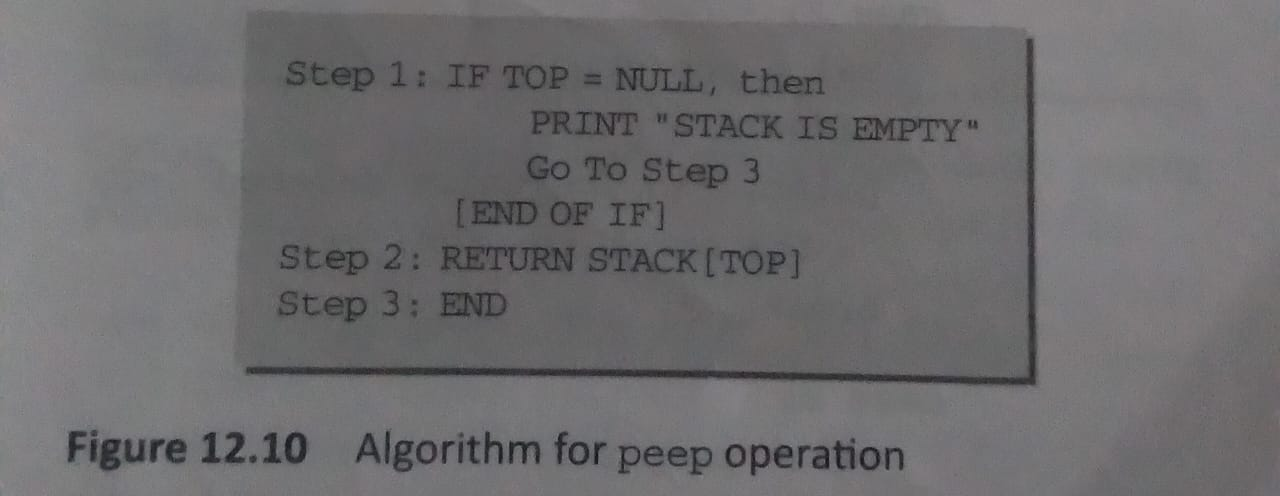 Step 1: IF TOP = NULL, then
PRINT "STACK IS EMPTY"
Go To Step 3
[END OF IF]
Step 2: RETURN STACK[TOP]
Step 3: END
Figure 12.10 Algorithm for peep operation